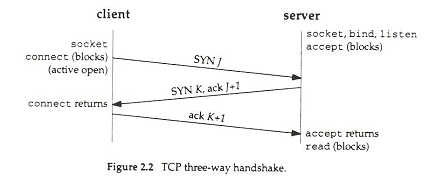 client
server
socket
connect (blocks)
(active open)
socket, bind, listen
accept (blocks)
SYN J
SYN K, ack J+1
connect returns
ack K+1
accept returns
read (blocks)
Figure 2.2 TCP three-way handshake.